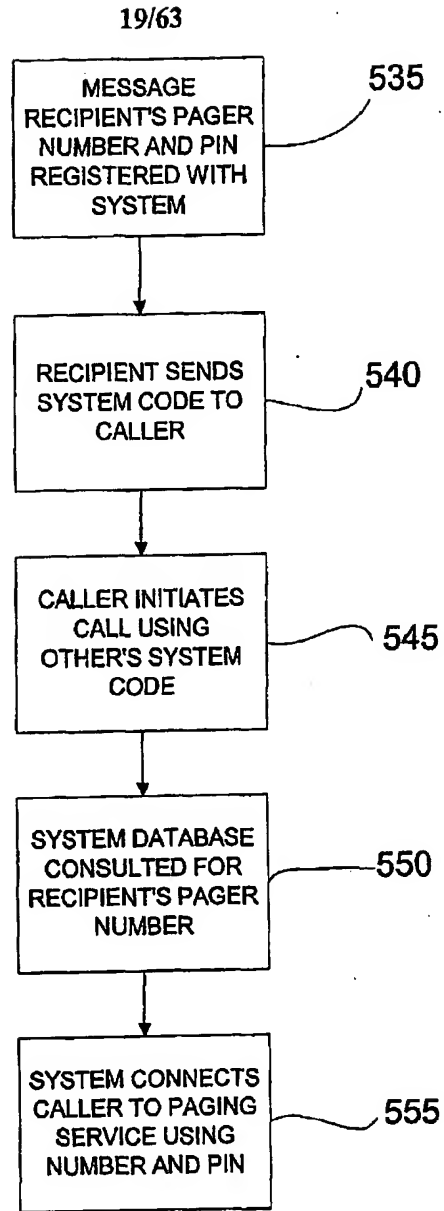 19/63
MESSAGE
RECIPIENT'S PAGER
NUMBER AND PIN
REGISTERED WITH
SYSTEM
535
RECIPIENT SENDS
SYSTEM CODE TO
CALLER
540
CALLER INITIATES
CALL USING
OTHER'S SYSTEM
CODE
545
SYSTEM DATABASE
CONSULTED FOR
RECIPIENT'S PAGER
NUMBER
550
SYSTEM CONNECTS
CALLER TO PAGING
SERVICE USING
NUMBER AND PIN
555